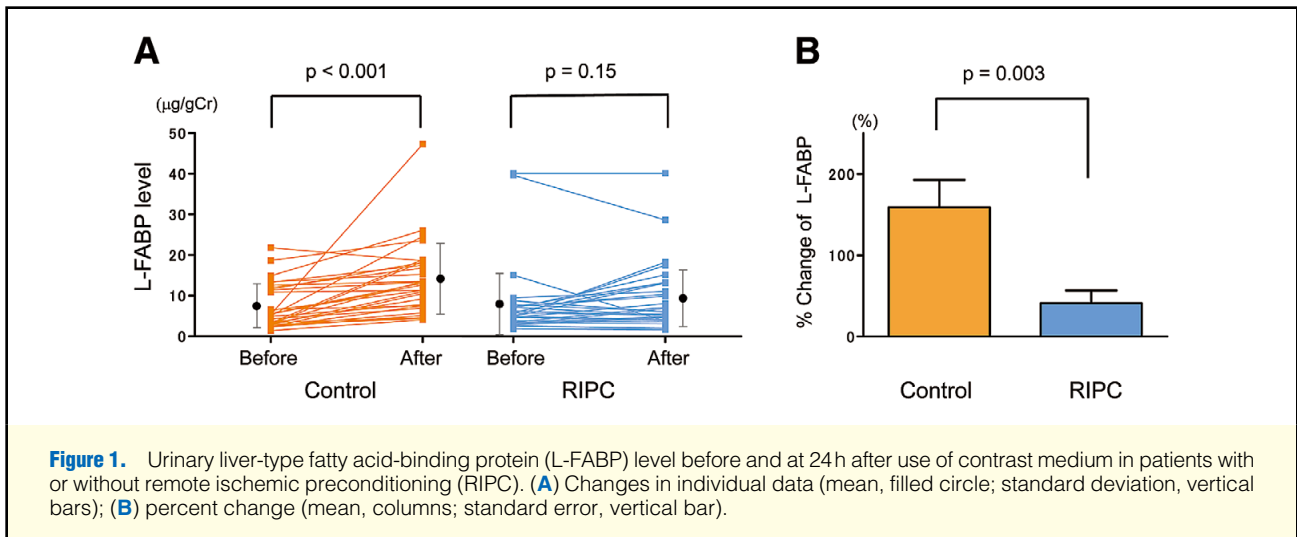 A
p < 0.001
p = 0.15
(μg/gCr)
50
40
30
20
10
0
L-FABP level
Before
After
Before
After
Control
RIPC
B
p = 0.003
(%)
200
100
0
% Change of L-FABP
Control
RIPC
Figure 1. Urinary liver-type fatty acid-binding protein (L-FABP) level before and at 24 h after use of contrast medium in patients with
or without remote ischemic preconditioning (RIPC). (A) Changes in individual data (mean, filled circle; standard deviation, vertical
bars); (B) percent change (mean, columns; standard error, vertical bar).